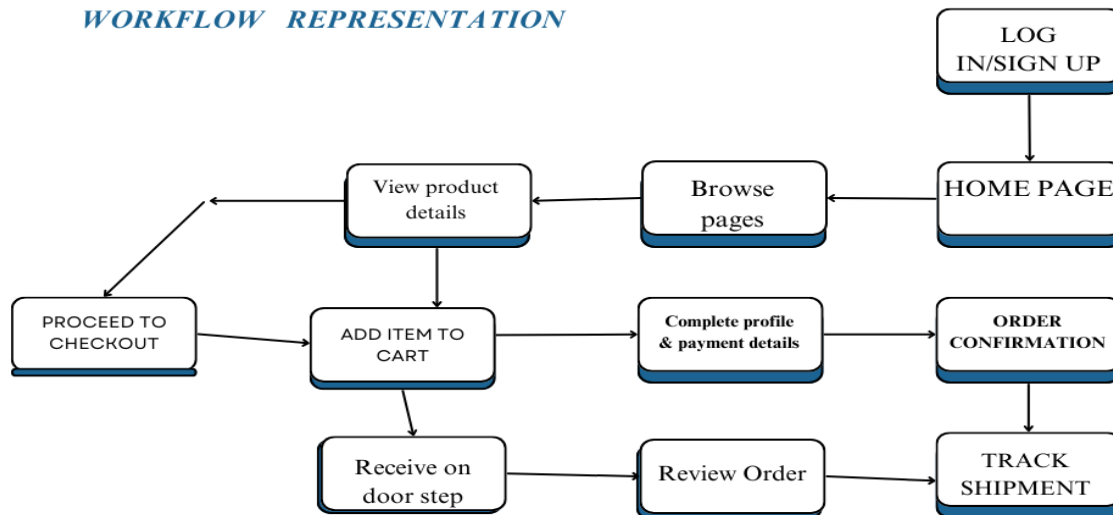 WORKFLOW REPRESENTATION
LOG
IN/SIGN UP
View product
details
Browse
pages
HOME PAGE
PROCEED TO
CHECKOUT
ADD ITEM TO
CART
Complete profile
& payment details
ORDER
CONFIRMATION
Receive on
door step
Review Order
TRACK
SHIPMENT